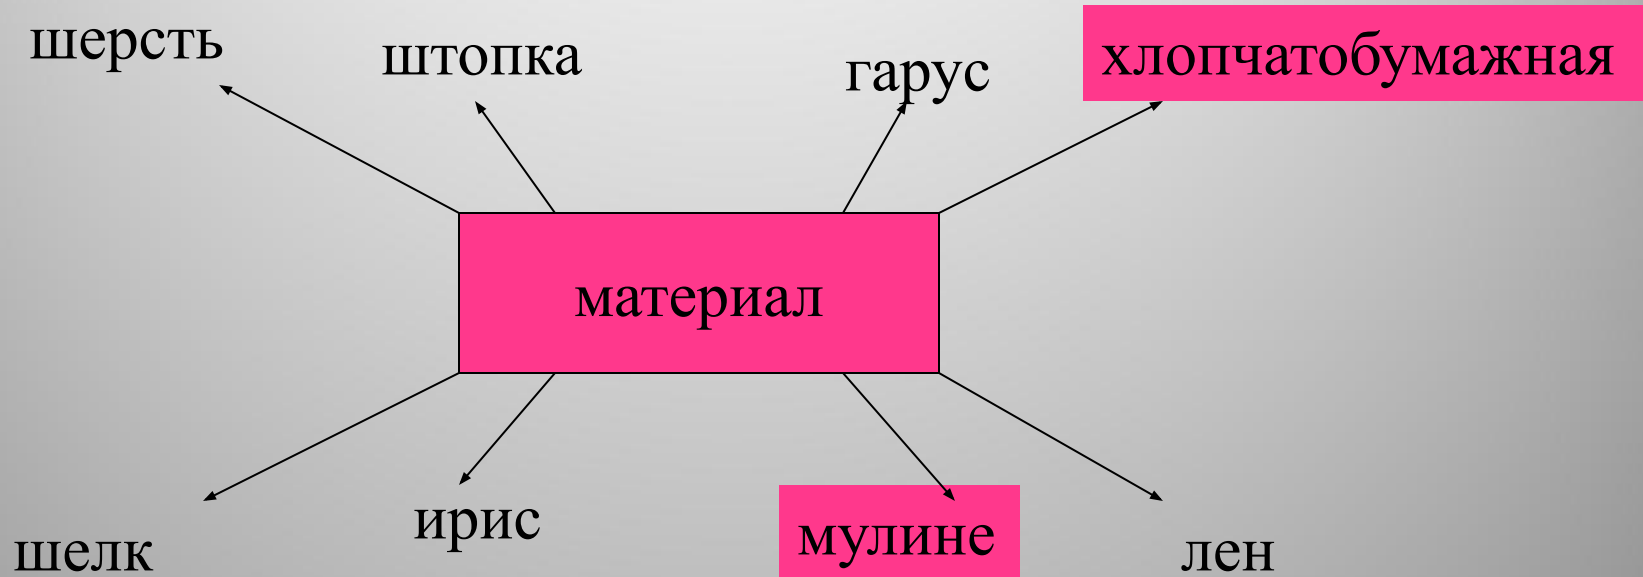 шерсть
штопка
гарус
хлопчатобумажная
материал
шелк
ирис
мулине
лен